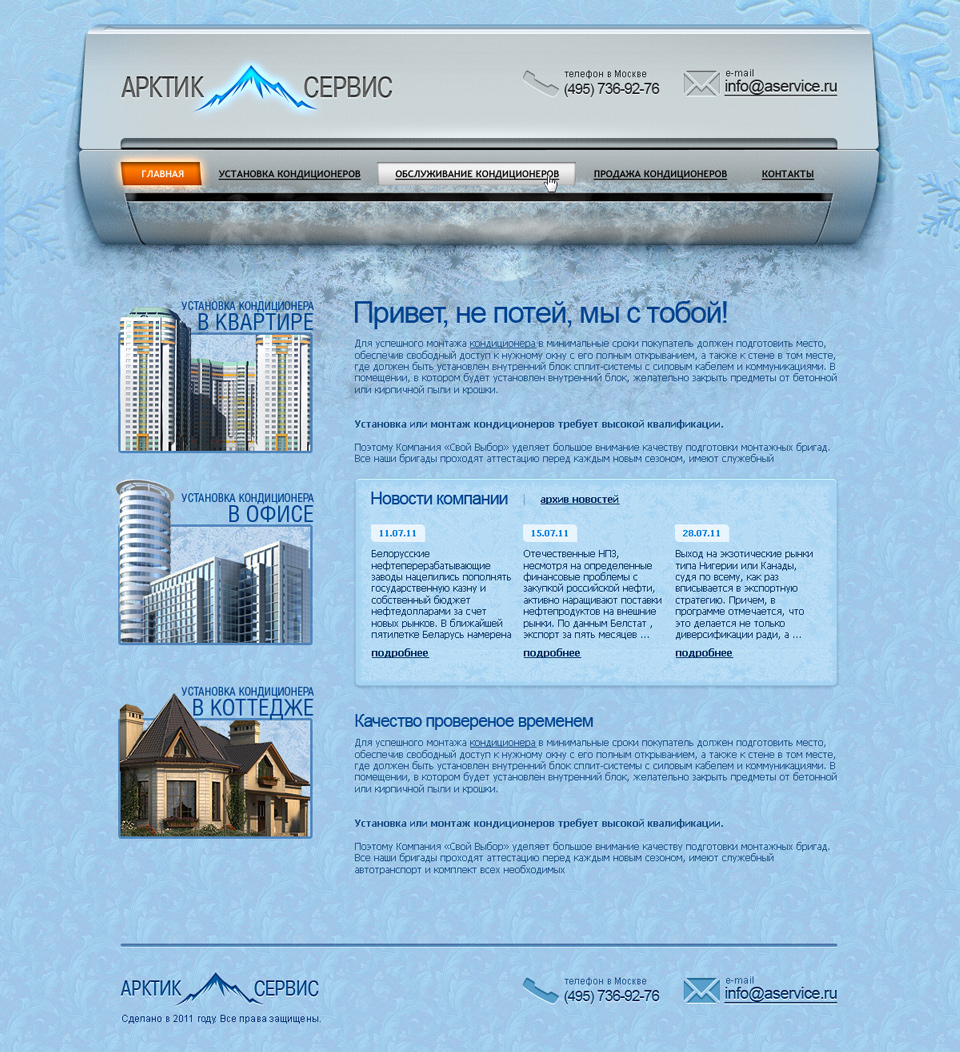 АРКТИК СЕРВИС
телефон в Москве
(495) 736-92-76
e-mail
info@aservice.ru
ГЛАВНАЯ
УСТАНОВКА КОНДИЦИОНЕРОВ
ОБСЛУЖИВАНИЕ КОНДИЦИОНЕРОВ
ПРОДАЖА КОНДИЦИОНЕРОВ
КОНТАКТЫ
УСТАНОВКА КОНДИЦИОНЕРА
В КВАРТИРЕ
УСТАНОВКА КОНДИЦИОНЕРА
В ОФИСЕ
УСТАНОВКА КОНДИЦИОНЕРА
В КОТТЕДЖЕ
Привет, не потей, мы с тобой!
Для успешного монтажа кондиционера в минимальные сроки покупатель должен подготовить место,
обеспечив свободный доступ к нужному окну с его полным открыванием, а также к стене в том месте,
где должен быть установлен внутренний блок сплит-системы с силовым кабелем и коммуникациями. В
помещении, в котором будет установлен внутренний блок, желательно закрыть предметы от бетонной
или кирпичной пыли и крошки.
Установка или монтаж кондиционеров требует высокой квалификации.
Поэтому Компания «Свой Выбор» уделяет большое внимание качеству подготовки монтажных бригад.
Все наши бригады проходят аттестацию перед каждым новым сезоном, имеют служебный
Новости компании | архив новостей
11.07.11
Белорусские
нефтеперерабатывающие
заводы нацелились пополнять
государственную казну и
собственный бюджет
нефтедолларами за счет
новых рынков. В ближайшей
пятилетке Беларусь намерена
подробнее
15.07.11
Отечественные НПЗ,
несмотря на определенные
финансовые проблемы с
закупкой российской нефти,
активно наращивают поставки
нефтепродуктов на внешние
рынки. По данным Белстат ,
экспорт за пять месяцев ...
подробнее
28.07.11
Выход на экзотические рынки
типа Нигерии или Канады,
судя по всему, как раз
вписывается в экспортную
стратегию. Причем, в
программе отмечается, что
это делается не только
диверсификации ради, а ...
подробнее
Качество провереное временем
Для успешного монтажа кондиционера в минимальные сроки покупатель должен подготовить место,
обеспечив свободный доступ к нужному окну с его полным открыванием, а также к стене в том месте,
где должен быть установлен внутренний блок сплит-системы с силовым кабелем и коммуникациями. В
помещении, в котором будет установлен внутренний блок, желательно закрыть предметы от бетонной
или кирпичной пыли и крошки.
Установка или монтаж кондиционеров требует высокой квалификации.
Поэтому Компания «Свой Выбор» уделяет большое внимание качеству подготовки монтажных бригад.
Все наши бригады проходят аттестацию перед каждым новым сезоном, имеют служебный
автотранспорт и комплект всех необходимых
АРКТИК СЕРВИС
Сделано в 2011 году. Все права защищены.
телефон в Москве
(495) 736-92-76
e-mail
info@aservice.ru